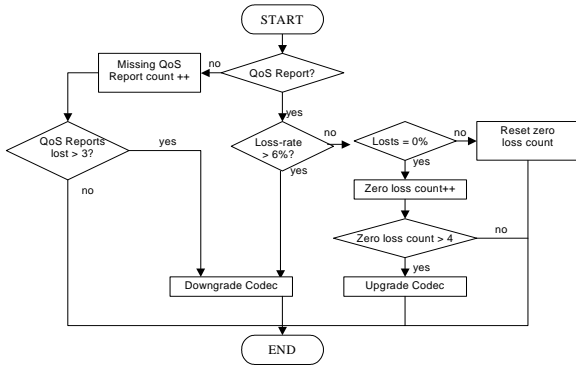 START
Missing QoS
Report count ++
no
QoS Report?
yes
QoS Reports
lost > 3?
yes
no
Loss-rate
> 6%?
no
yes
Losts = 0%
no
yes
Reset zero
loss count
Zero loss count++
Zero loss count > 4
no
yes
Downgrade Codec
Upgrade Codec
END